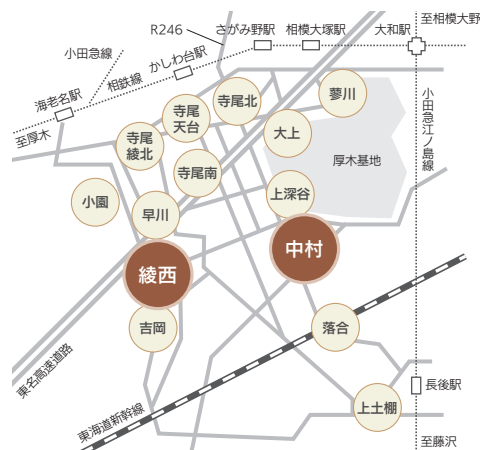 至相模大野
R246
さがみ野駅
相模大塚駅
大和駅
小田急線
かしわ台駅
相鉄線
海老名駅
至厚木
寺尾北
蓼川
寺尾
天台
大上
寺尾
綾北
厚木基地
小田急江ノ島線
寺尾南
上深谷
小園
早川
中村
綾西
吉岡
落合
東名高速道路
長後駅
上土棚
東海道新幹線
至藤沢